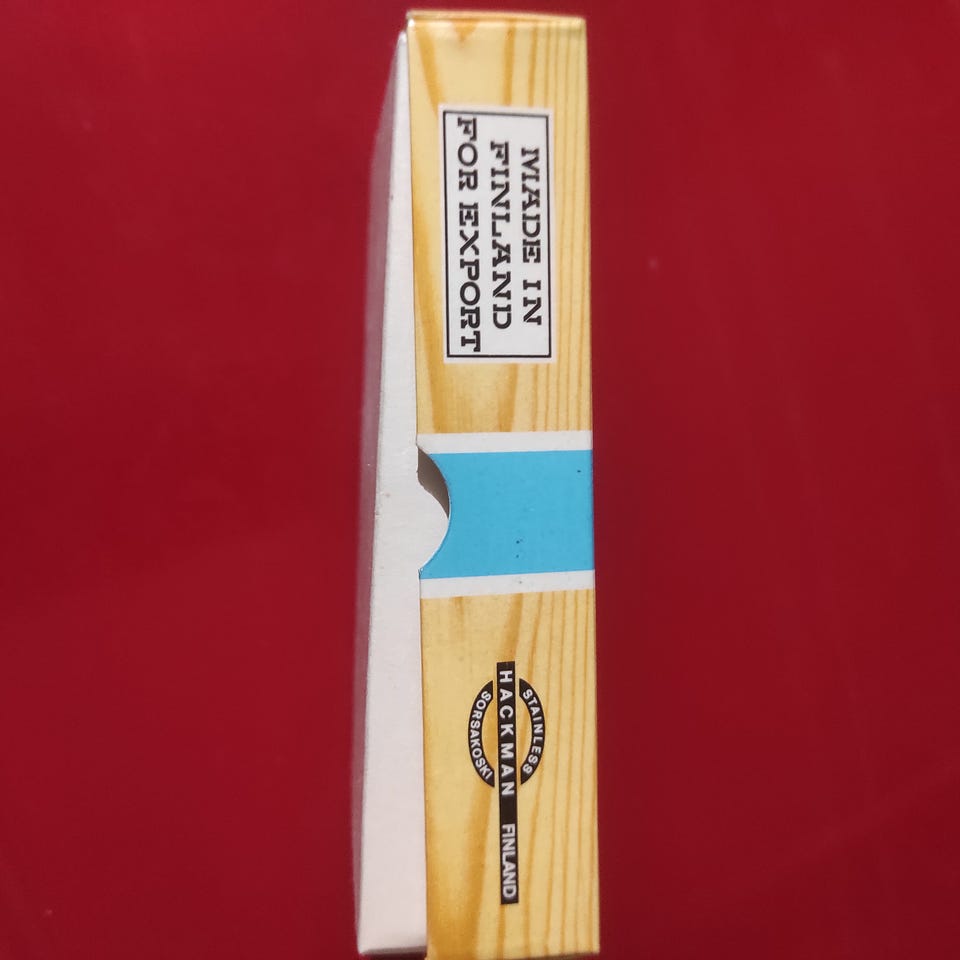 MADE IN
FINLAND
FOR EXPORT
STAINLESS
HACKMAN FINLAND
SORSAKOSKI